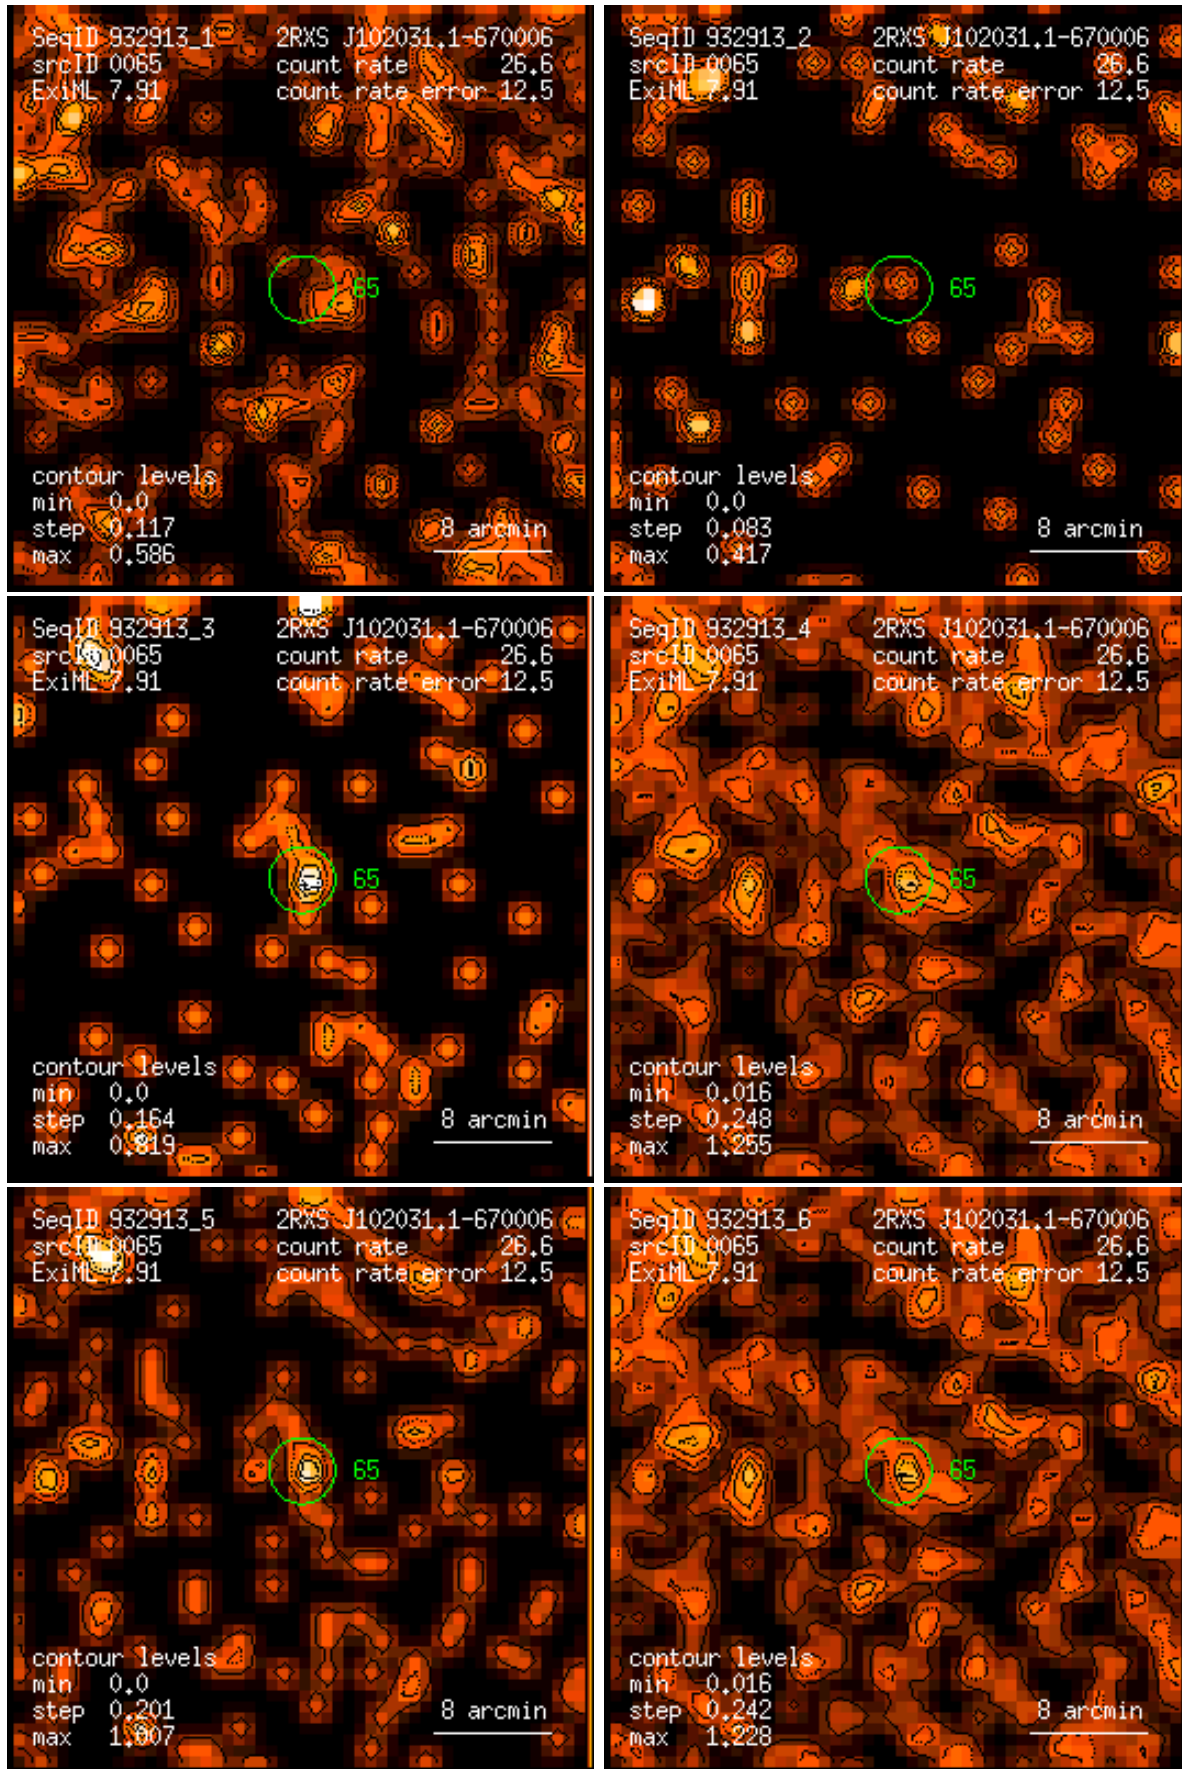 SeqID 932913_1 2RXS J102031.1-670006
srcID 0065 count rate 26.6
ExiML 7.91 count rate error 12.5
65
contour levels
min 0.0
step 0.117 8 arcmin
max 0.586
SeqID 932913_2 2RXS J102031.1-670006
srcID 0065 count rate 26.6
ExiML 7.91 count rate error 12.5
65
contour levels
min 0.0
step 0.083 8 arcmin
max 0.417
SeqID 932913_3 2RXS J102031.1-670006
srcID 0065 count rate 26.6
ExiML 7.91 count rate error 12.5
65
contour levels
min 0.0
step 0.164 8 arcmin
max 0.819
SeqID 932913_4 2RXS J102031.1-670006
srcID 0065 count rate 26.6
ExiML 7.91 count rate error 12.5
65
contour levels
min 0.016
step 0.248 8 arcmin
max 1.255
SeqID 932913_5 2RXS J102031.1-670006
srcID 0065 count rate 26.6
ExiML 7.91 count rate error 12.5
65
contour levels
min 0.0
step 0.201 8 arcmin
max 1.007
SeqID 932913_6 2RXS J102031.1-670006
srcID 0065 count rate 26.6
ExiML 7.91 count rate error 12.5
65
contour levels
min 0.016
step 0.242 8 arcmin
max 1.228